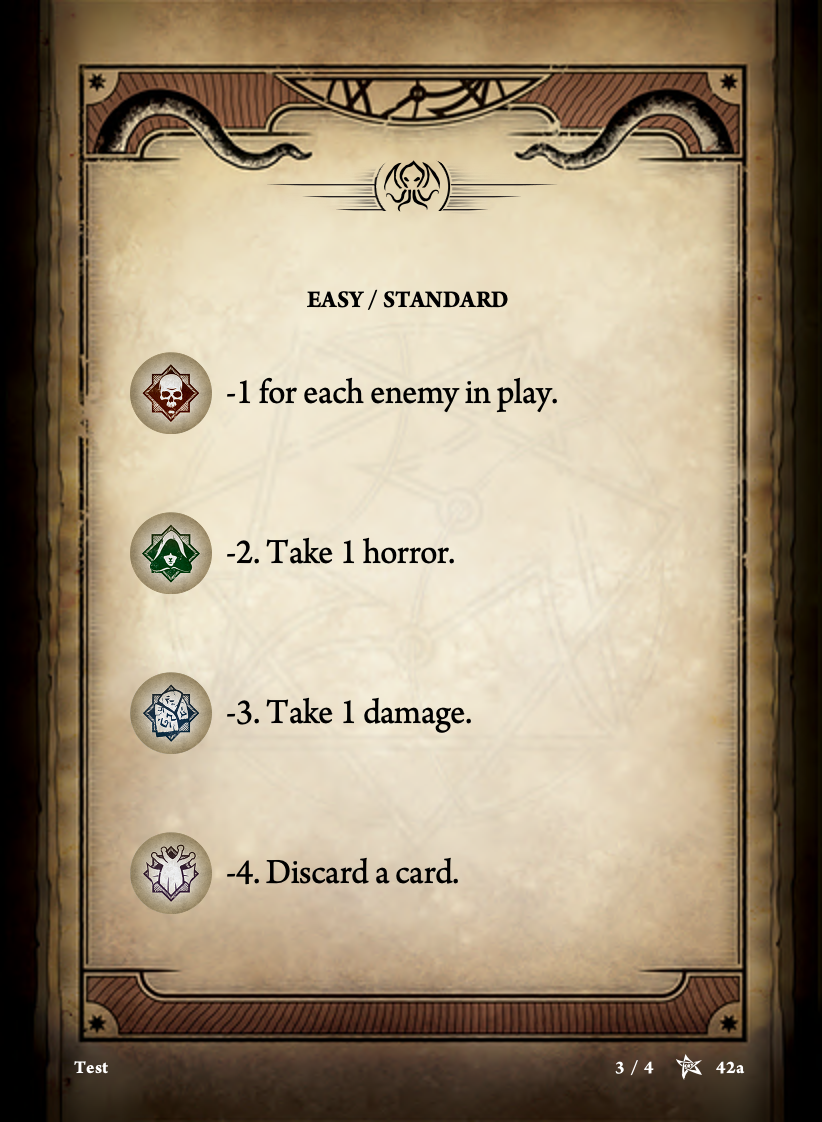 EASY / STANDARD
-1 for each enemy in play.
-2. Take 1 horror.
-3. Take 1 damage.
-4. Discard a card.
Test
3 / 4 42a